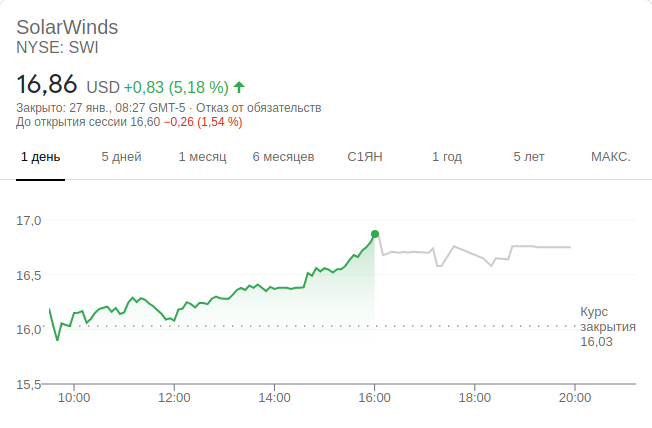 SolarWinds
NYSE: SWI
16,86 USD +0,83 (5,18 %)
Закрыто: 27 янв., 08:27 GMT-5 · Отказ от обязательств
До открытия сессии 16,60 −0,26 (1,54 %)
1 день 5 дней 1 месяц 6 месяцев С1ЯН 1 год 5 лет МАКС.
17,0
16,5
16,0
15,5
Курс
закрытия
16,03
10:00 12:00 14:00 16:00 18:00 20:00